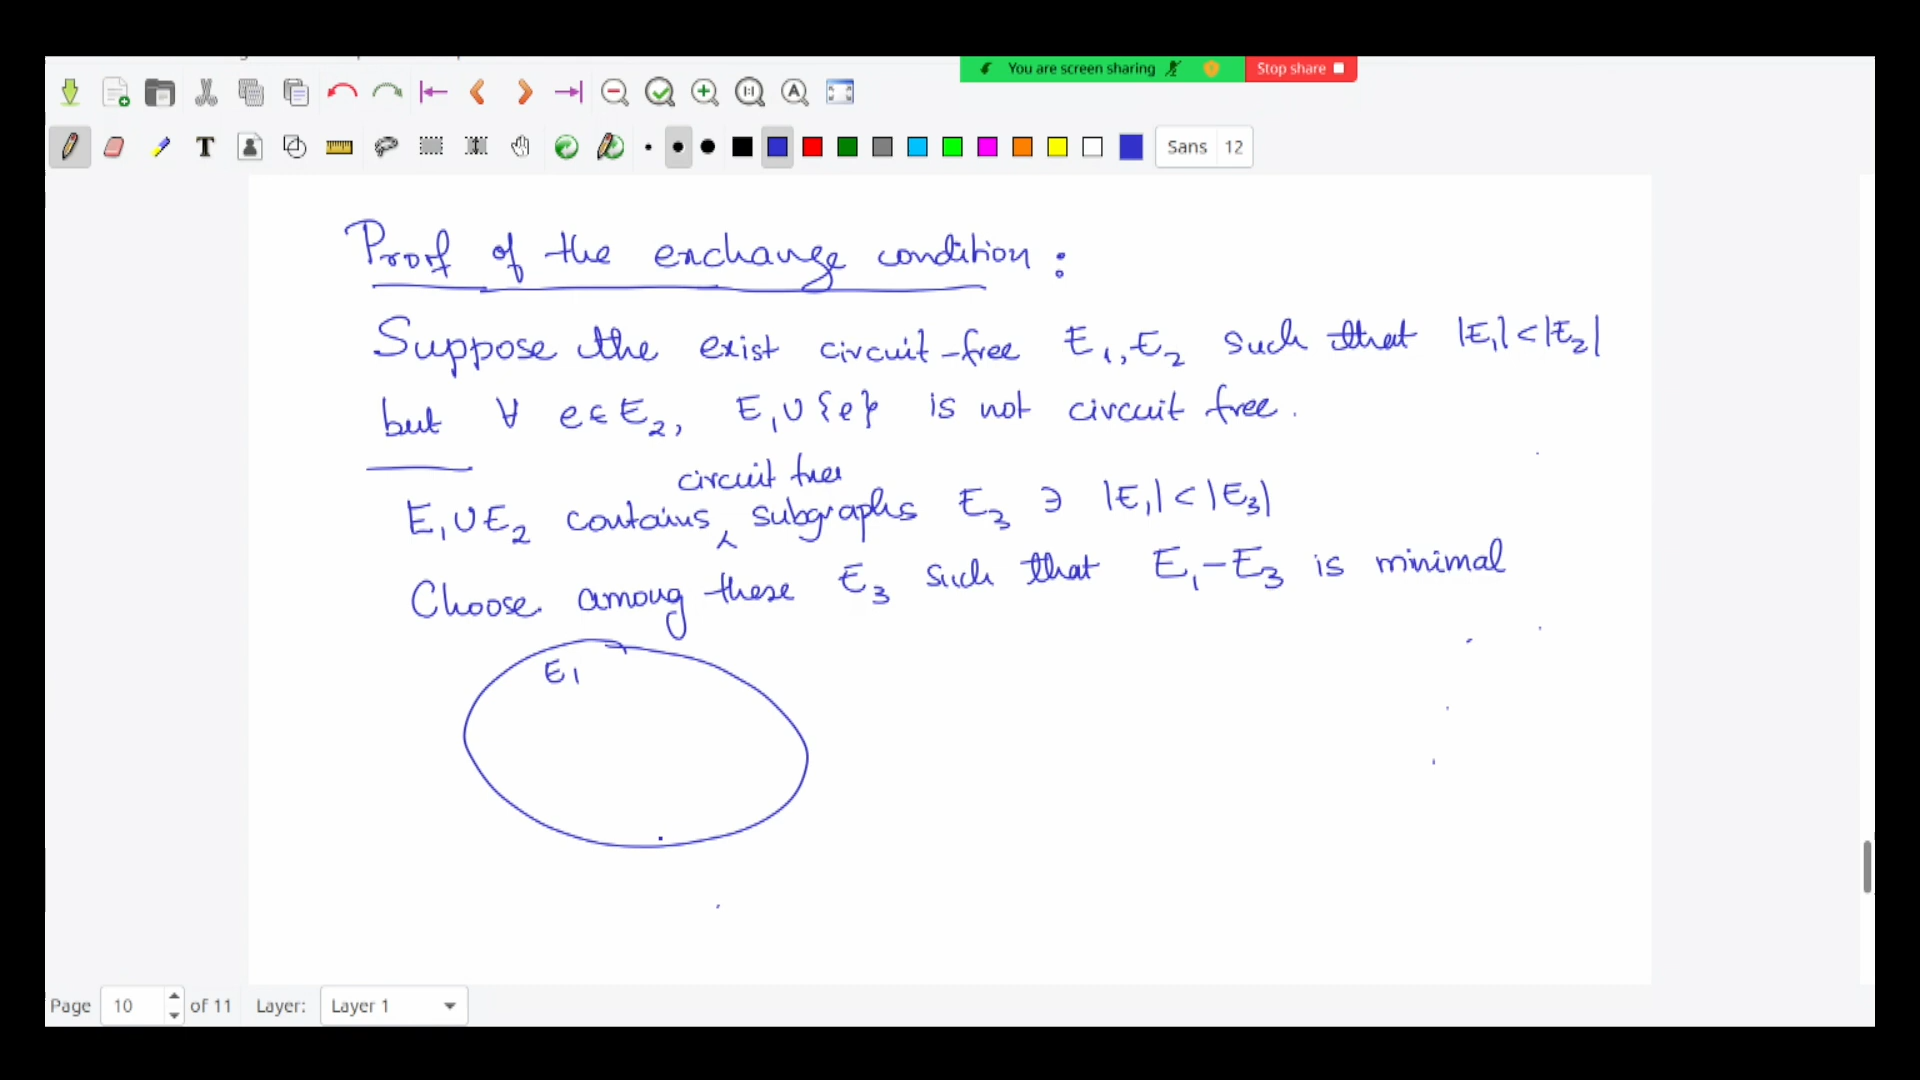 You are screen sharing Stop share
Sans 12
Proof of the exchange condition :
Suppose the exist circuit-free E₁, E₂ such that |E₁| < |E₂|
but ∀ e ∈ E₂, E₁ ∪ {e} is not circuit free.
circuit free
E₁ ∪ E₂ contains ^ subgraphs E₃ ∋ |E₁| < |E₃|
Choose among these E₃ such that E₁ - E₃ is minimal
E₁
Page 10 of 11 Layer: Layer 1